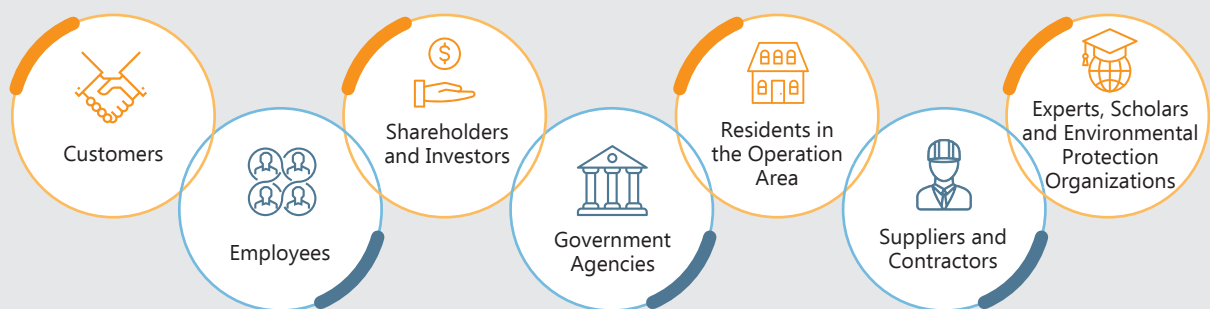 Customers
Employees
Shareholders
and Investors
Government
Agencies
Residents in
the Operation
Area
Suppliers and
Contractors
Experts, Scholars
and Environmental
Protection
Organizations
$